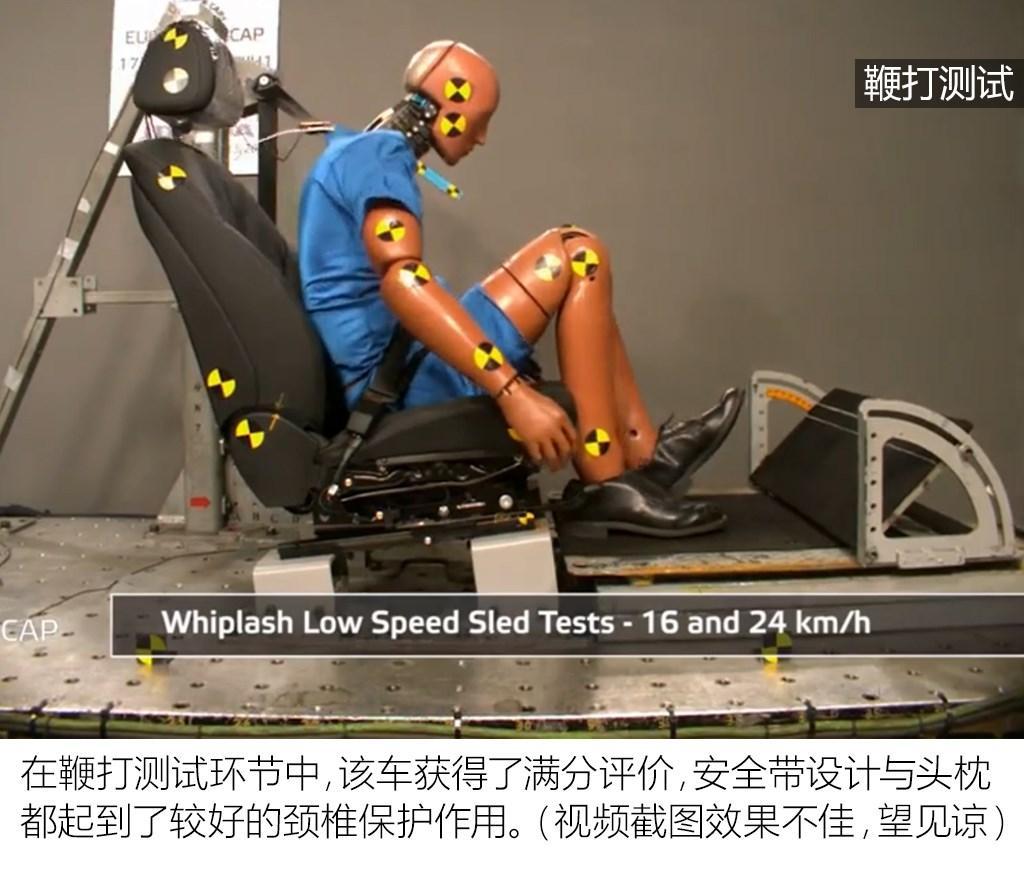 鞭打测试
CAP
Whiplash Low Speed Sled Tests - 16 and 24 km/h
CAP
在鞭打测试环节中,该车获得了满分评价,安全带设计与头枕
都起到了较好的颈椎保护作用。(视频截图效果不佳,望见谅)